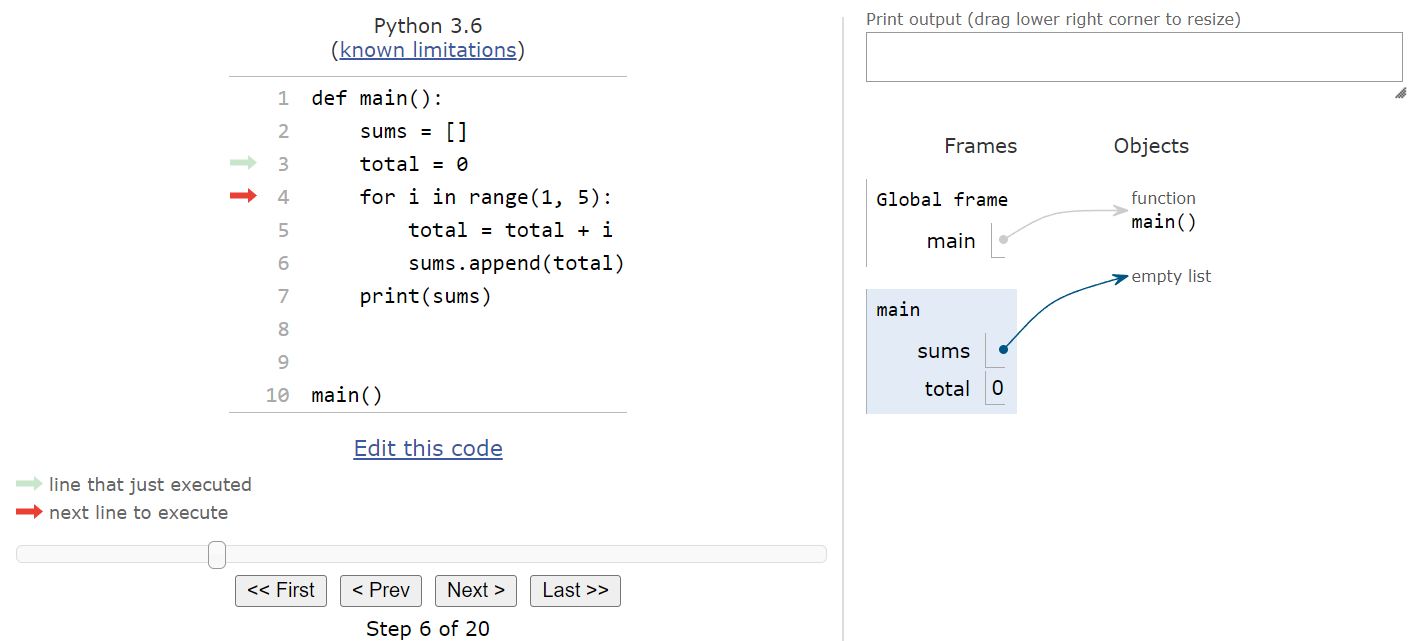 Python 3.6
(known limitations)
1 def main():
2     sums = []
3     total = 0
4     for i in range(1, 5):
5         total = total + i
6         sums.append(total)
7     print(sums)
8
9
10 main()
Edit this code
line that just executed
next line to execute
<< First
< Prev
Next >
Last >>
Step 6 of 20
Print output (drag lower right corner to resize)
Frames
Objects
Global frame
main
function
main()
empty list
main
sums
total 0